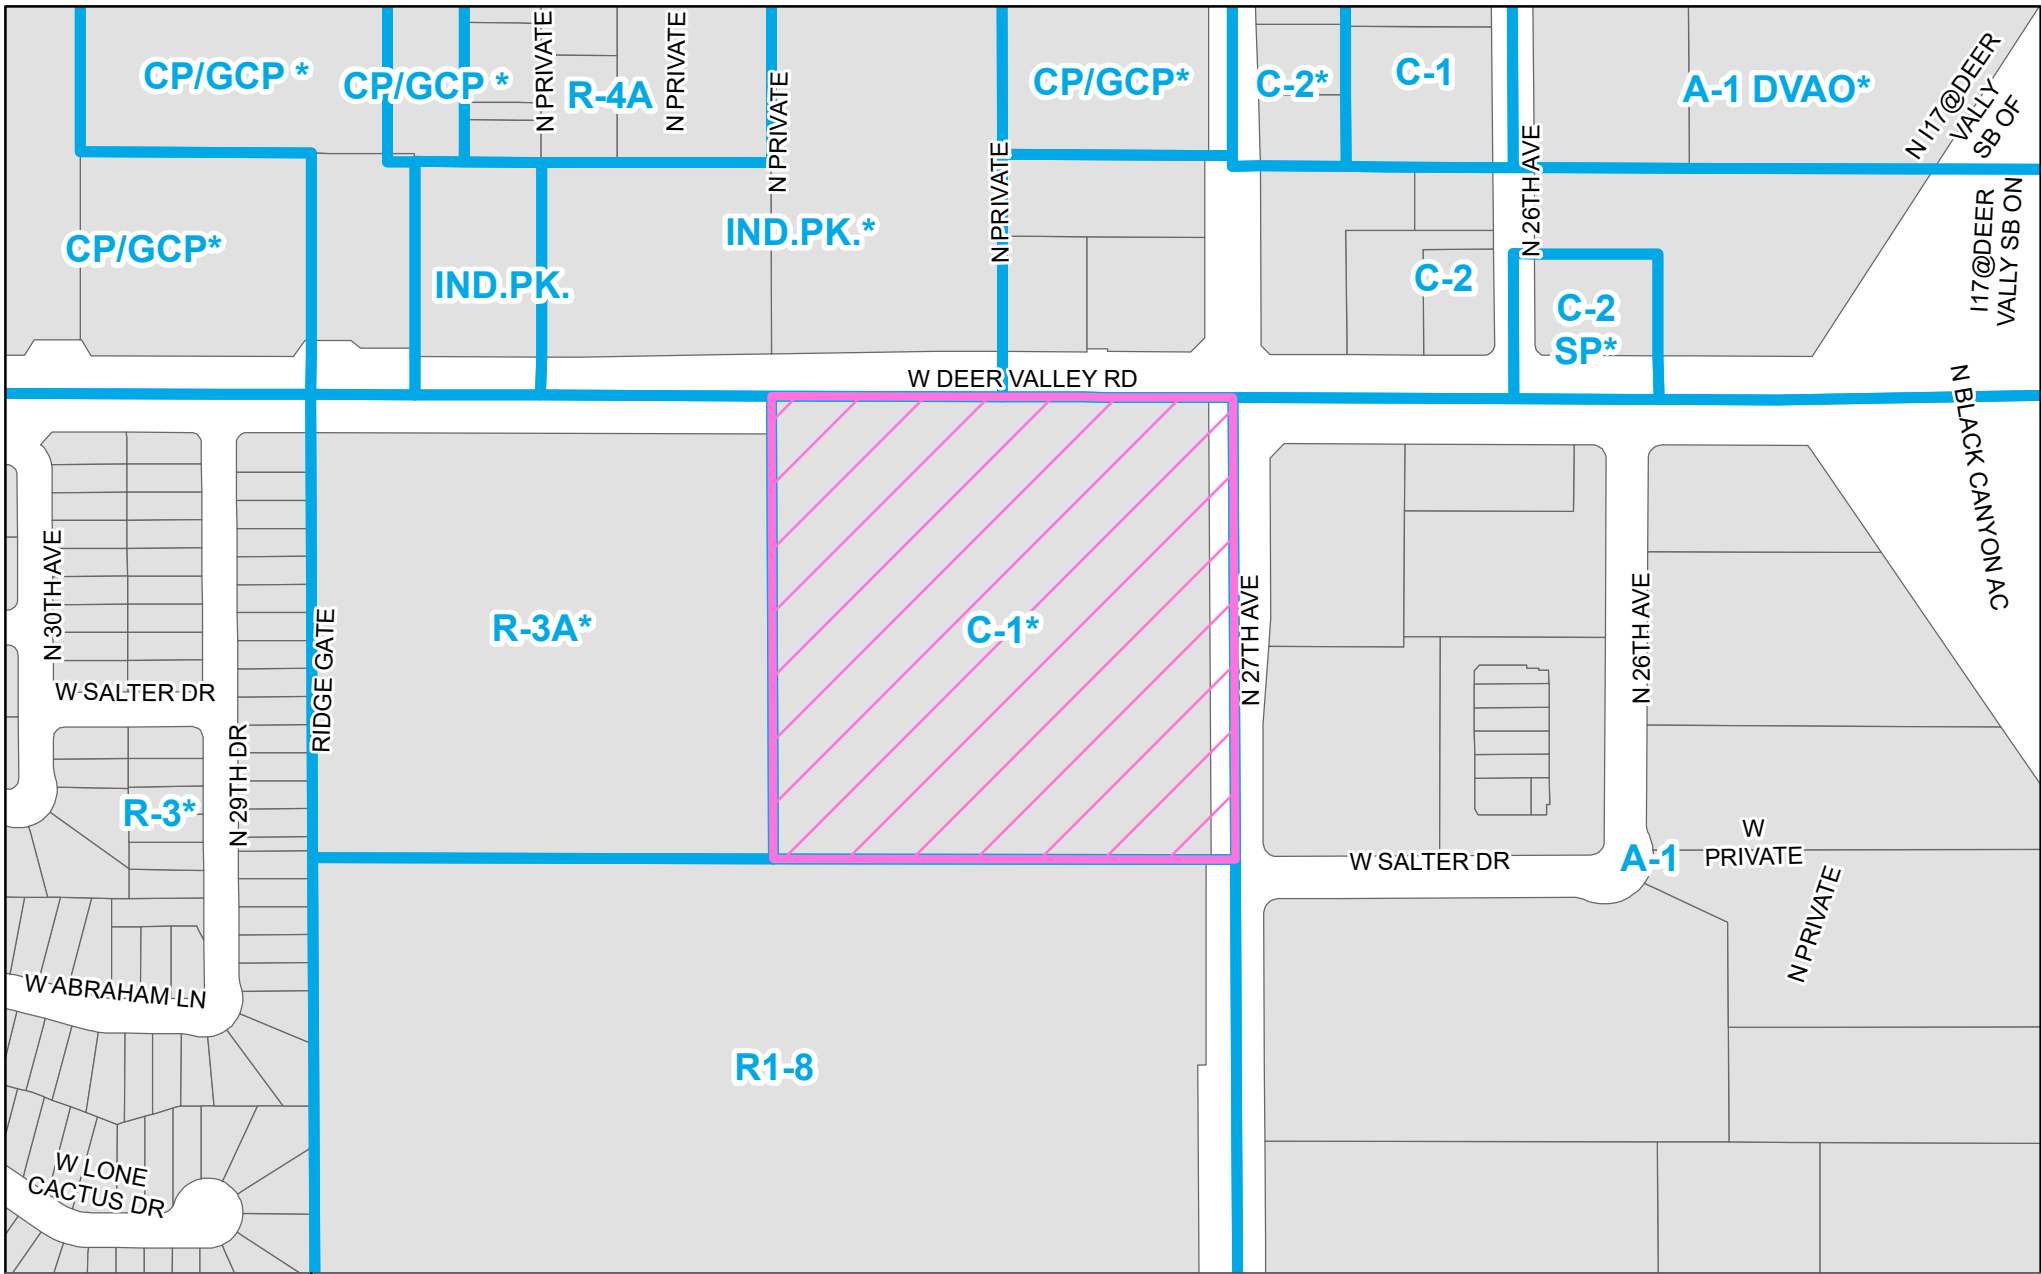 CP/GCP *
CP/GCP *
N PRIVATE
R-4A
N PRIVATE
N PRIVATE
CP/GCP*
C-2*
C-1
A-1 DVAO*
N I17@DEER
VALLY
SB OF
CP/GCP*
IND.PK.
IND.PK.*
N PRIVATE
N 26TH AVE
C-2
C-2
SP*
I17@DEER
VALLY SB ON
W DEER VALLEY RD
N BLACK CANYON AC
N 30TH AVE
W SALTER DR
R-3*
N 29TH DR
RIDGE GATE
R-3A*
C-1*
N 27TH AVE
N 26TH AVE
W SALTER DR
A-1
W
PRIVATE
N PRIVATE
W ABRAHAM LN
R1-8
W LONE
CACTUS DR